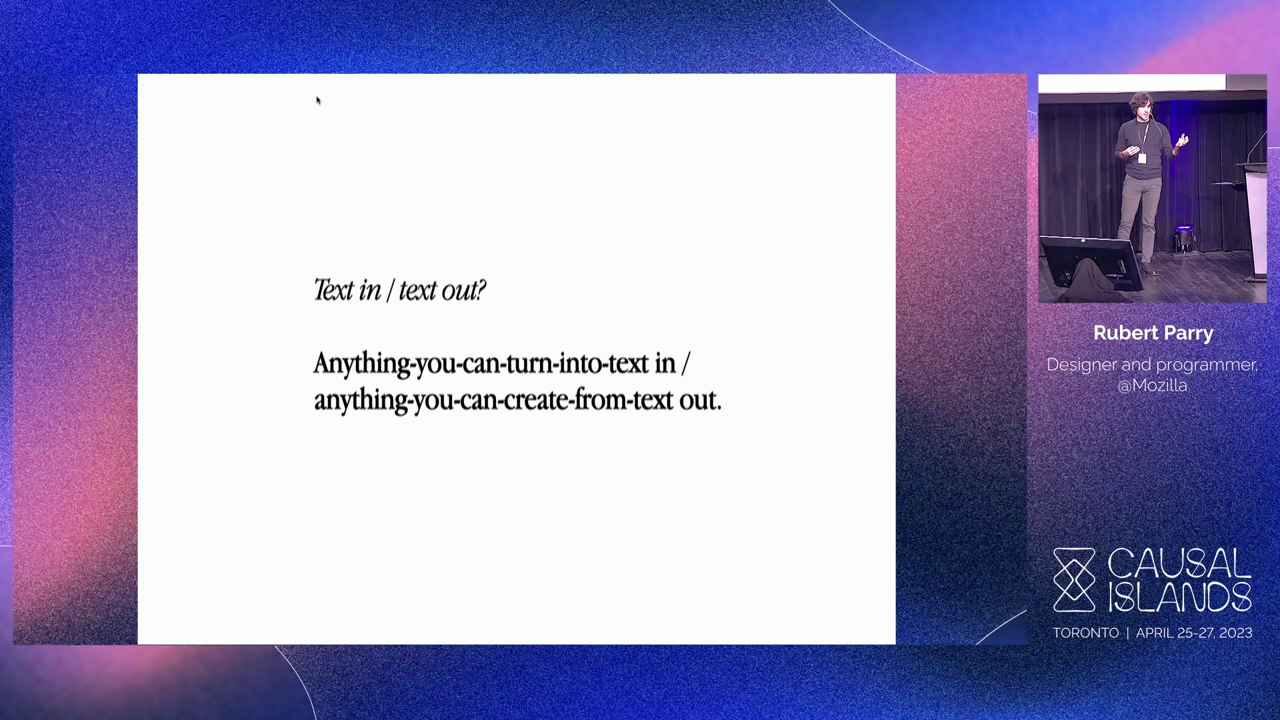 Text in / text out?
Anything-you-can-turn-into-text in /
anything-you-can-create-from-text out.
Rubert Parry
Designer and programmer,
@Mozilla
CAUSAL
ISLANDS
TORONTO | APRIL 25-27, 2023